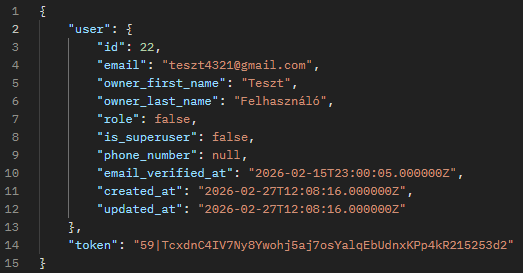 1 {
2 "user": {
3 "id": 22,
4 "email": "teszt4321@gmail.com",
5 "owner_first_name": "Teszt",
6 "owner_last_name": "Felhasználó",
7 "role": false,
8 "is_superuser": false,
9 "phone_number": null,
10 "email_verified_at": "2026-02-15T23:00:05.000000Z",
11 "created_at": "2026-02-27T12:08:16.000000Z",
12 "updated_at": "2026-02-27T12:08:16.000000Z"
13 },
14 "token": "59|TcxdnC4IV7Ny8Ywohj5aj7osYalqEbUdnxKPp4kR215253d2"
15 }